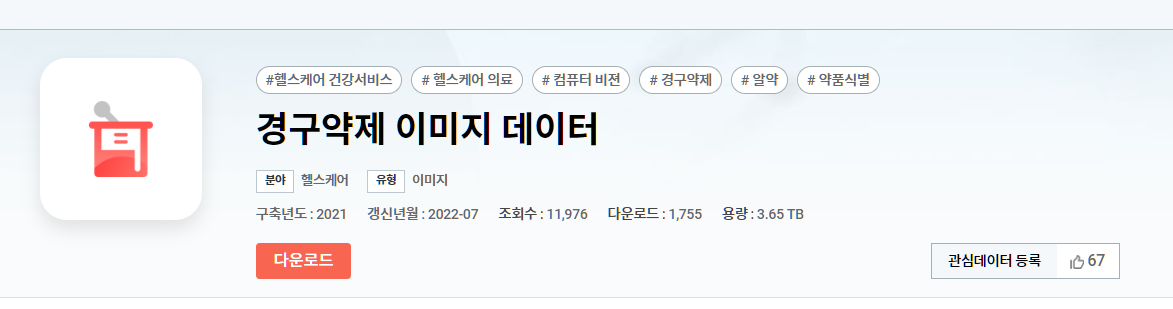 #헬스케어 건강서비스 # 헬스케어 의료 # 컴퓨터 비젼 # 경구약제 # 알약 # 약품식별
경구약제 이미지 데이터
분야 헬스케어 유형 이미지
구축년도 : 2021 갱신년월 : 2022-07 조회수 : 11,976 다운로드 : 1,755 용량 : 3.65 TB
다운로드 관심데이터 등록 67